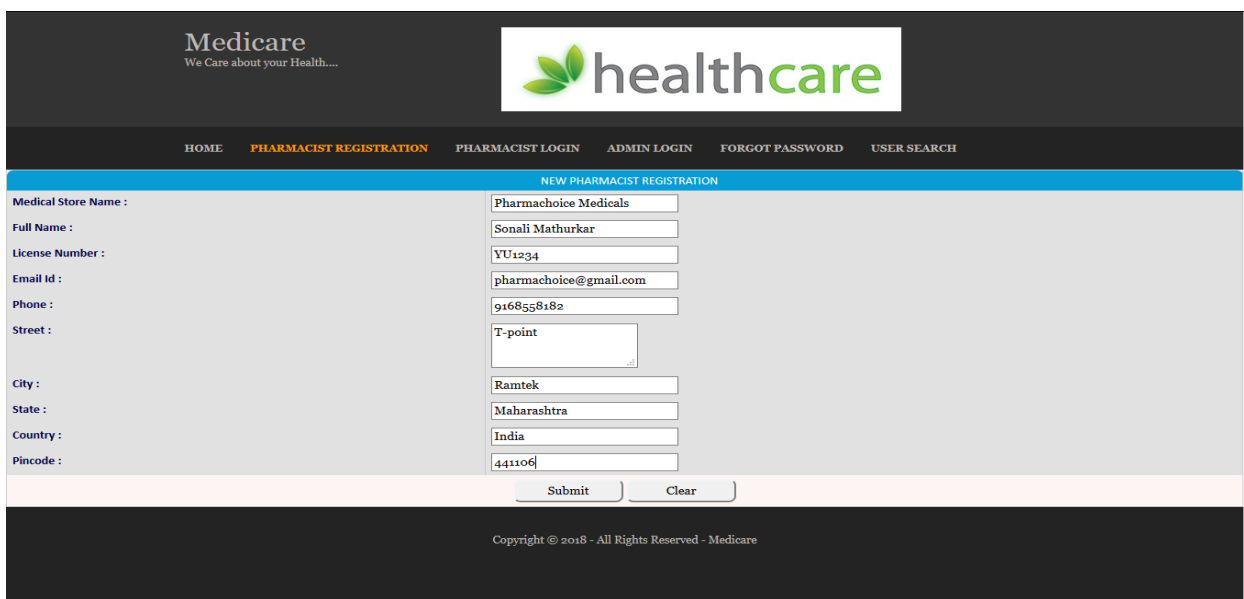 Medicare
We Care about your Health....
healthcare
HOME PHARMACIST REGISTRATION PHARMACIST LOGIN ADMIN LOGIN FORGOT PASSWORD USER SEARCH
NEW PHARMACIST REGISTRATION
Medical Store Name : Pharmachoice Medicals
Full Name : Sonali Mathurkar
License Number : YU1234
Email Id : pharmachoice@gmail.com
Phone : 9168558182
Street : T-point
City : Ramtek
State : Maharashtra
Country : India
Pincode : 441106
Submit Clear
Copyright © 2018 - All Rights Reserved - Medicare